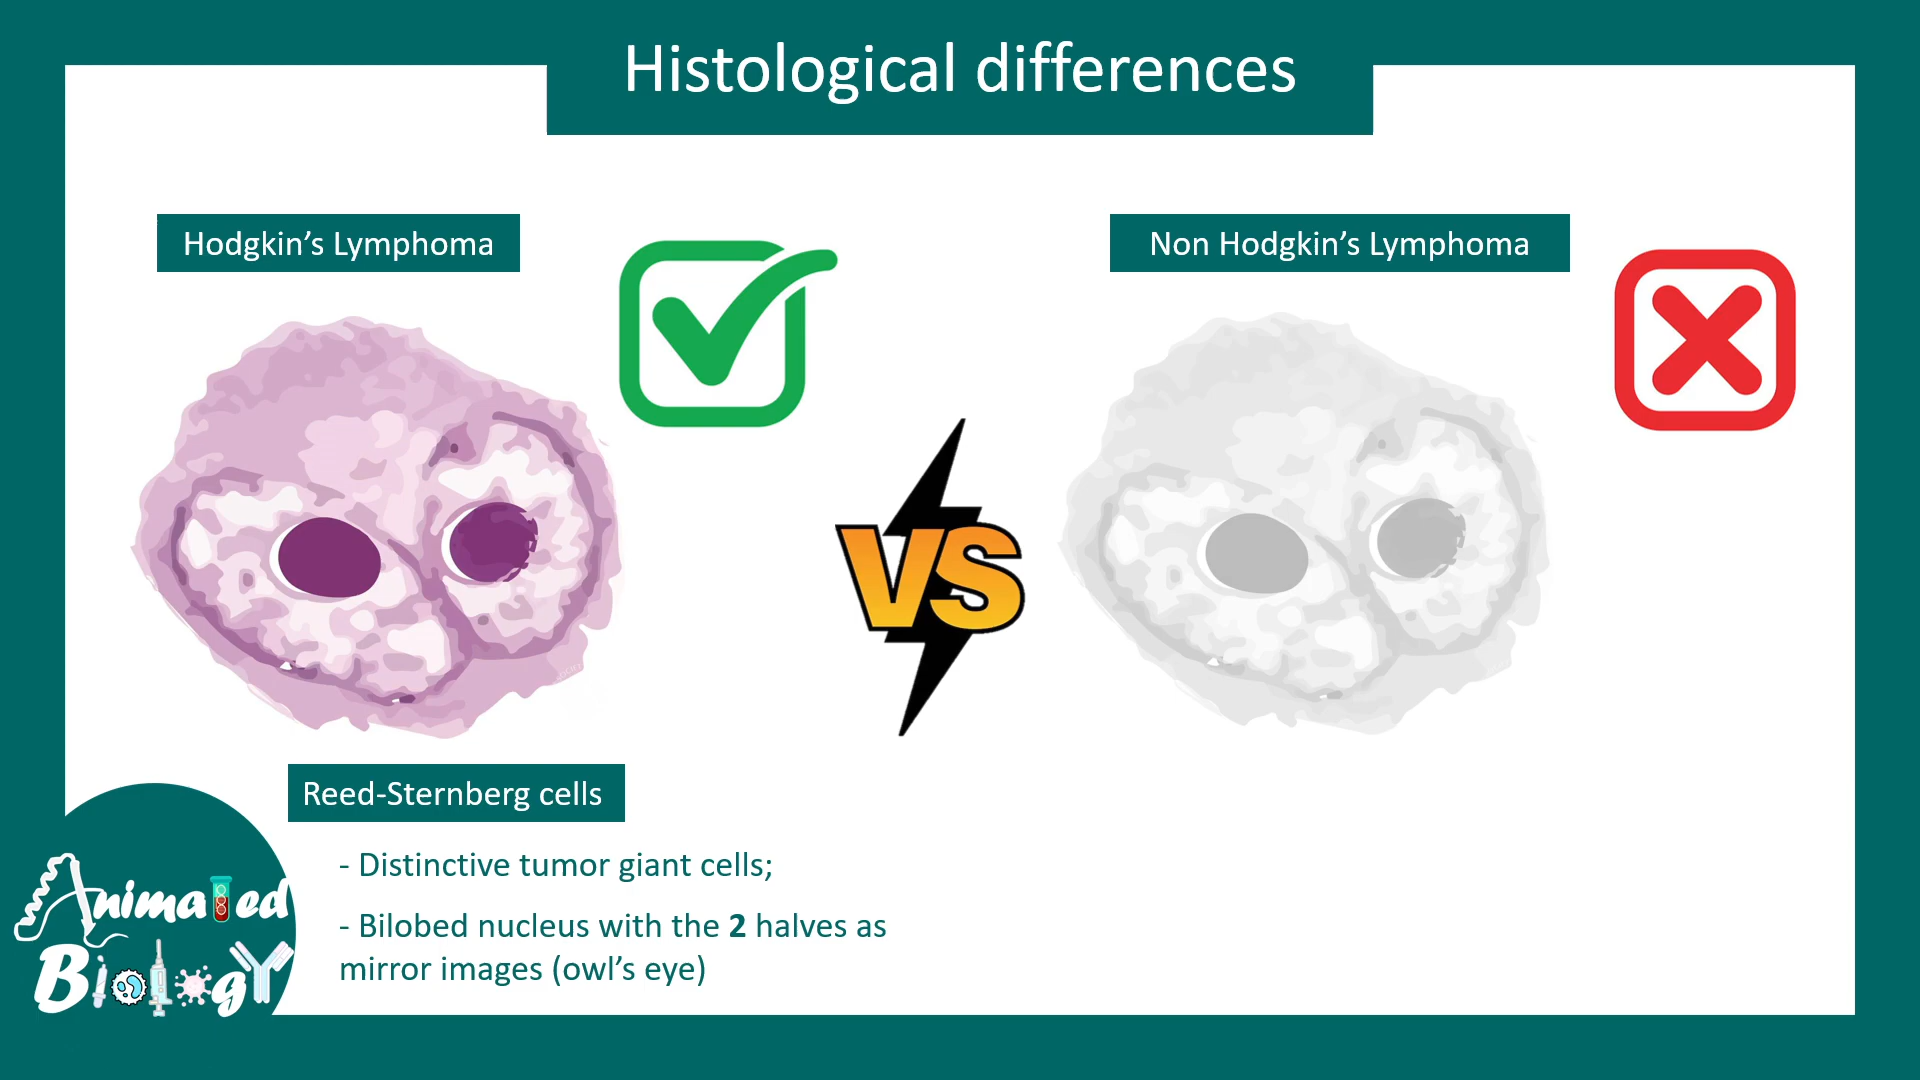 Histological differences
Hodgkin’s Lymphoma
Non Hodgkin’s Lymphoma
VS
Reed-Sternberg cells
- Distinctive tumor giant cells;
- Bilobed nucleus with the 2 halves as
mirror images (owl’s eye)
Animated
Biology